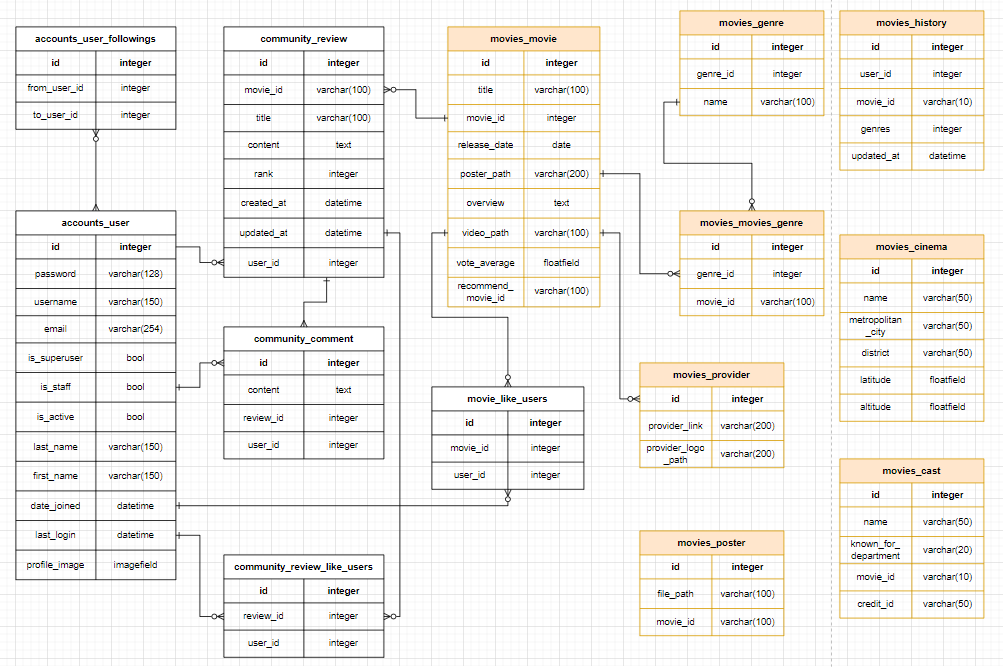 accounts_user_followings
id integer
from_user_id integer
to_user_id integer
accounts_user
id integer
password varchar(128)
username varchar(150)
email varchar(254)
is_superuser bool
is_staff bool
is_active bool
last_name varchar(150)
first_name varchar(150)
date_joined datetime
last_login datetime
profile_image imagefield
community_review
id integer
movie_id varchar(100)
title varchar(100)
content text
rank integer
created_at datetime
updated_at datetime
user_id integer
community_comment
id integer
content text
review_id integer
user_id integer
community_review_like_users
id integer
review_id integer
user_id integer
movies_movie
id integer
title varchar(100)
movie_id integer
release_date date
poster_path varchar(200)
overview text
video_path varchar(100)
vote_average floatfield
recommend_
movie_id varchar(100)
movie_like_users
id integer
movie_id integer
user_id integer
movies_genre
id integer
genre_id integer
name varchar(100)
movies_movies_genre
id integer
genre_id integer
movie_id varchar(100)
movies_provider
id integer
provider_link varchar(200)
provider_logo
_path varchar(200)
movies_poster
id integer
file_path varchar(100)
movie_id varchar(100)
movies_history
id integer
user_id integer
movie_id varchar(10)
genres integer
updated_at datetime
movies_cinema
id integer
name varchar(50)
metropolitan
_city varchar(50)
district varchar(50)
latitude floatfield
altitude floatfield
movies_cast
id integer
name varchar(50)
known_for_
department varchar(20)
movie_id varchar(10)
credit_id varchar(50)